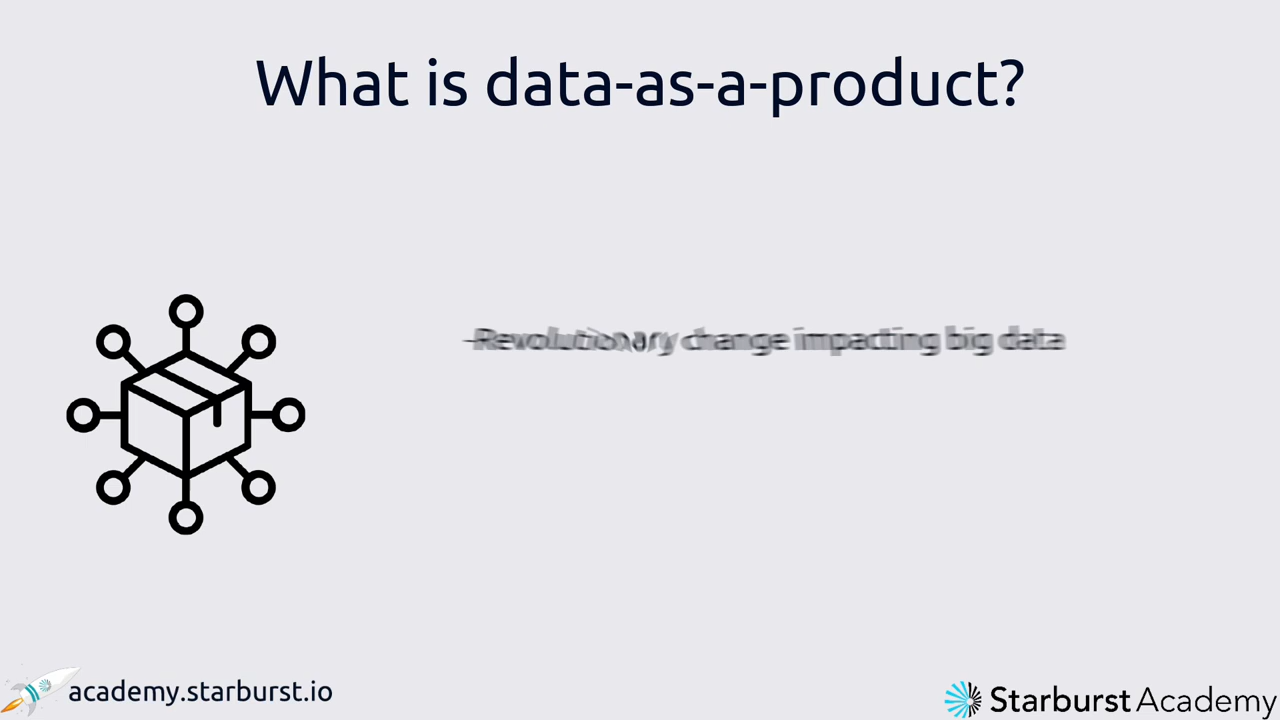 What is data-as-a-product?
Revolutionary change impacting big data
academy.starburst.io
Starburst Academy